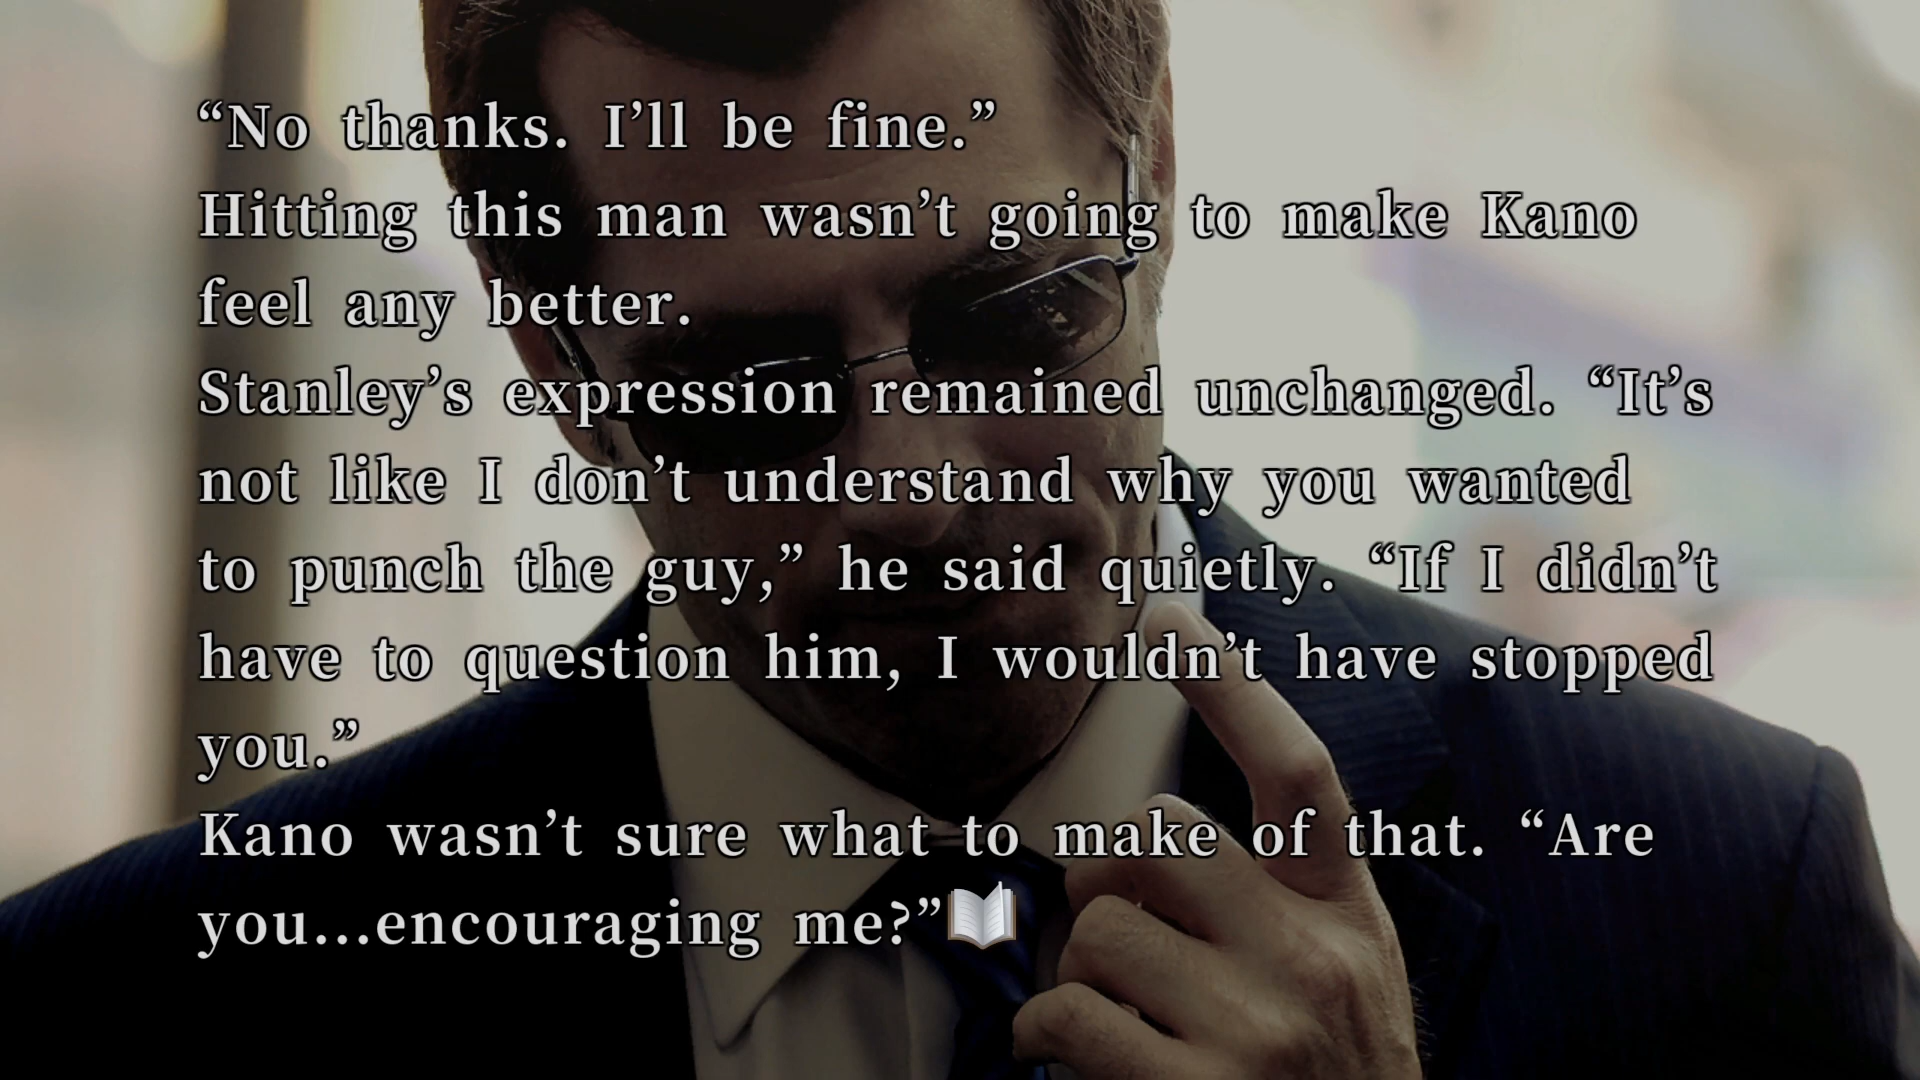 “No thanks. I’ll be fine.”
Hitting this man wasn’t going to make Kano
feel any better.
Stanley’s expression remained unchanged. “It’s
not like I don’t understand why you wanted
to punch the guy,” he said quietly. “If I didn’t
have to question him, I wouldn’t have stopped
you.”
Kano wasn’t sure what to make of that. “Are
you...encouraging me?”